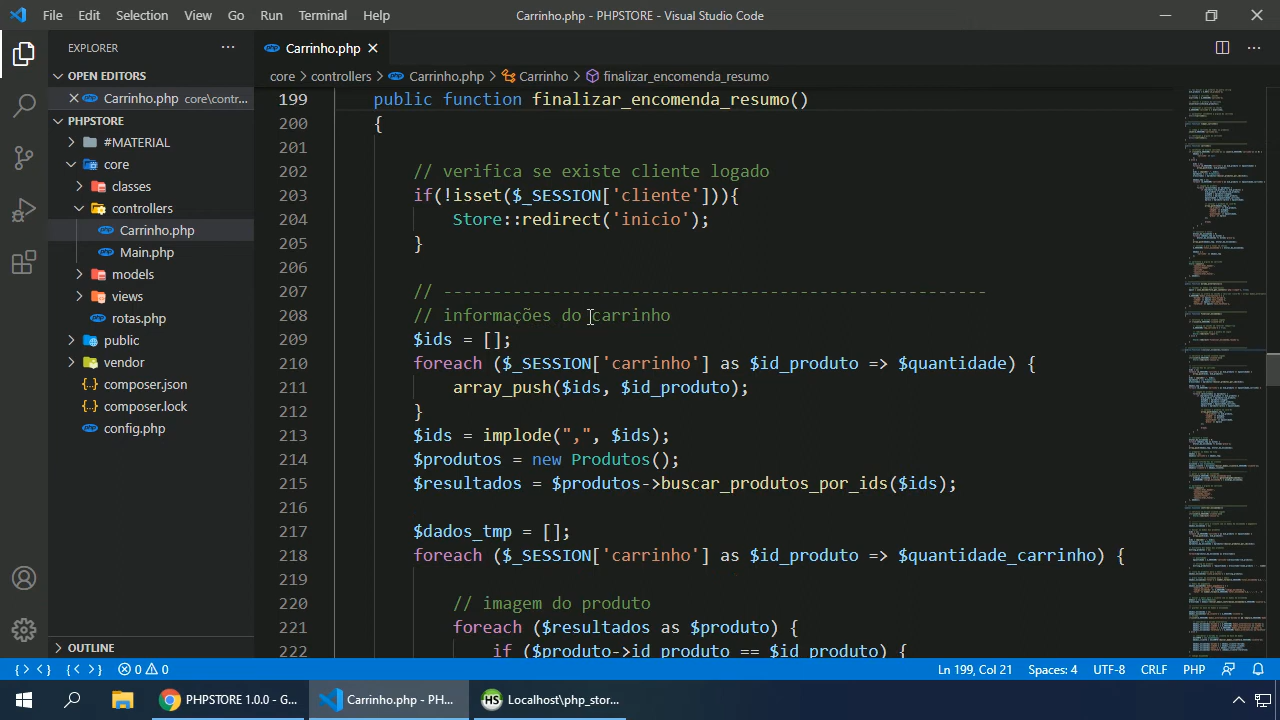 File Edit Selection View Go Run Terminal Help
Carrinho.php - PHPSTORE - Visual Studio Code
EXPLORER
OPEN EDITORS
Carrinho.php core\contr...
PHPSTORE
#MATERIAL
core
classes
controllers
Carrinho.php
Main.php
models
views
rotas.php
public
vendor
composer.json
composer.lock
config.php
OUTLINE
Carrinho.php
core > controllers > Carrinho.php > Carrinho > finalizar_encomenda_resumo
199 public function finalizar_encomenda_resumo()
200 {
201
202 // verifica se existe cliente logado
203 if(!isset($_SESSION['cliente'])){
204 Store::redirect('inicio');
205 }
206
207 // -------------------------------------------------------
208 // informações do carrinho
209 $ids = [];
210 foreach ($_SESSION['carrinho'] as $id_produto => $quantidade) {
211 array_push($ids, $id_produto);
212 }
213 $ids = implode(",", $ids);
214 $produtos = new Produtos();
215 $resultados = $produtos->buscar_produtos_por_ids($ids);
216
217 $dados_tmp = [];
218 foreach ($_SESSION['carrinho'] as $id_produto => $quantidade_carrinho) {
219
220 // imagem do produto
221 foreach ($resultados as $produto) {
222 if ($produto->id_produto == $id_produto) {
0 0
Ln 199, Col 21 Spaces: 4 UTF-8 CRLF PHP
PHPSTORE 1.0.0 - G...
Carrinho.php - PH...
HS Localhost\php_stor...